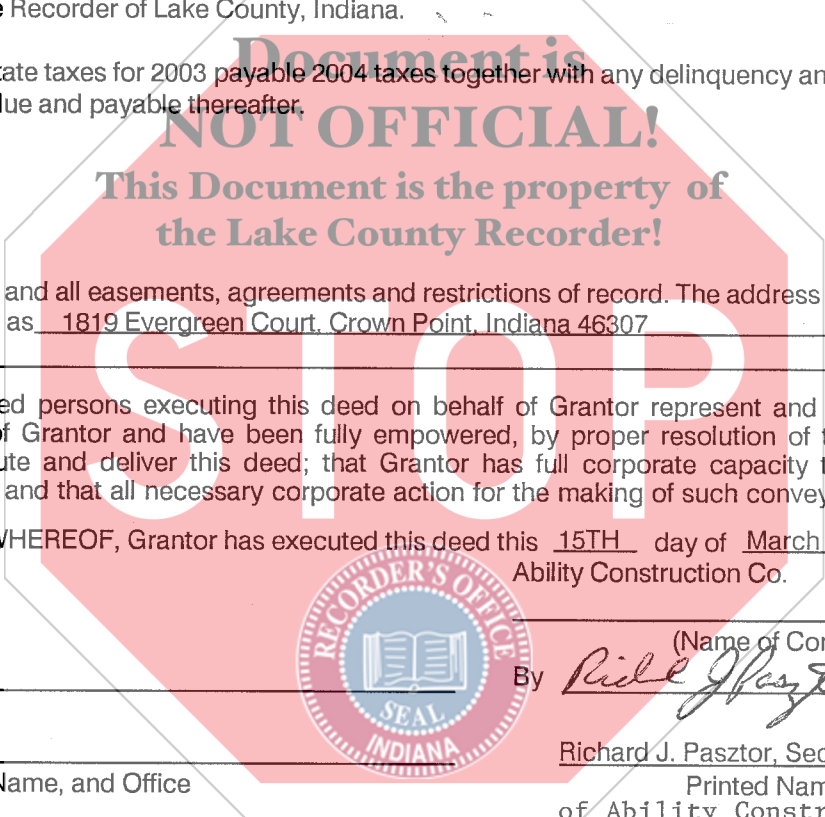 e Recorder of Lake County, Indiana.
Document is
tate taxes for 2003 payable 2004 taxes together with any delinquency an
lue and payable thereafter.
NOT OFFICIAL!
This Document is the property of
the Lake County Recorder!
and all easements, agreements and restrictions of record. The address
as 1819 Evergreen Court, Crown Point, Indiana 46307
STOP
ed persons executing this deed on behalf of Grantor represent and
of Grantor and have been fully empowered, by proper resolution of t
ute and deliver this deed; that Grantor has full corporate capacity t
and that all necessary corporate action for the making of such convey
WHEREOF, Grantor has executed this deed this 15TH day of March
Ability Construction Co.
RECORDER'S OFFICE
SEAL
INDIANA
(Name of Cor
By Richard J Pasz
Richard J. Pasztor, Sec
Name, and Office
Printed Nam
of Ability Constr